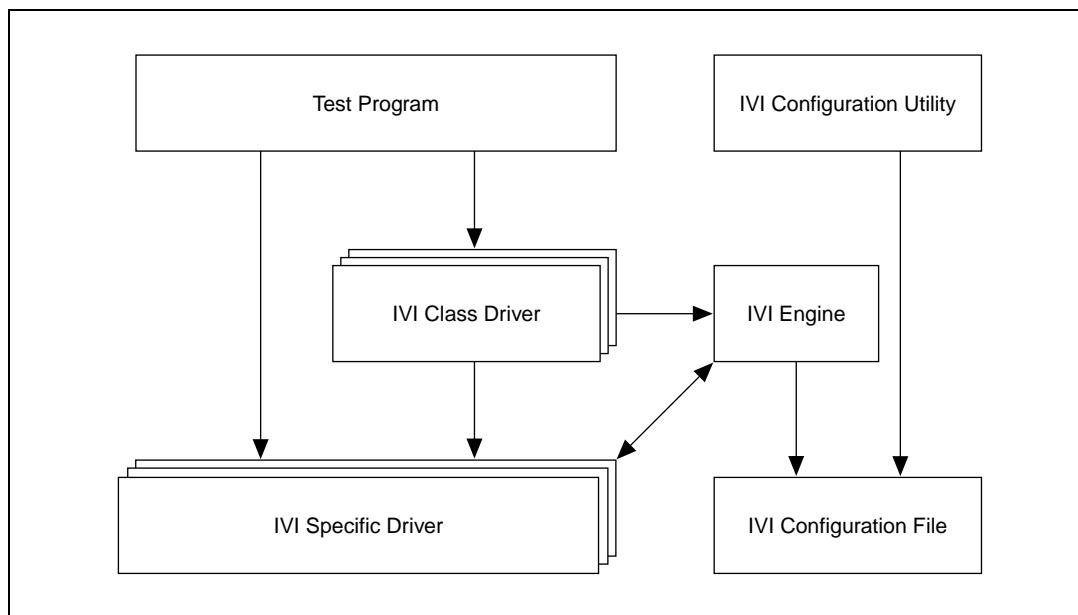 Test Program
IVI Configuration Utility
IVI Class Driver
IVI Engine
IVI Specific Driver
IVI Configuration File